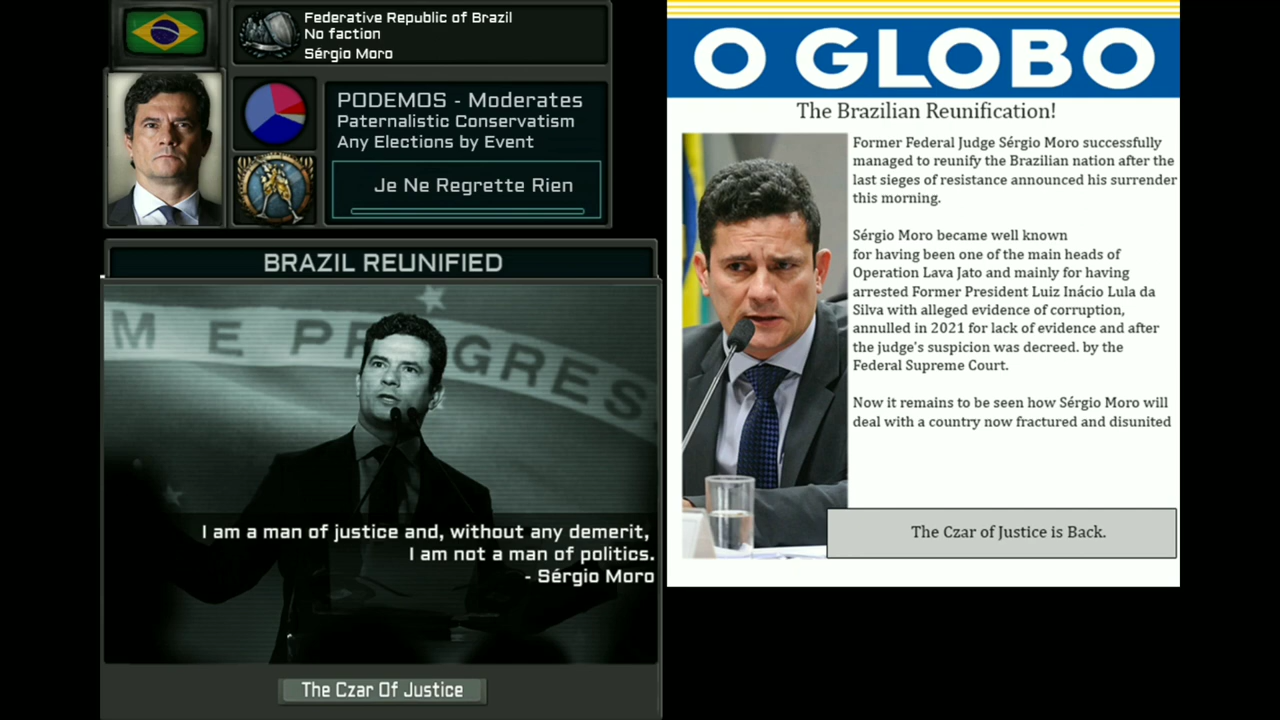 Federative Republic of Brazil
No faction
Sérgio Moro
PODEMOS - Moderates
Paternalistic Conservatism
Any Elections by Event
Je Ne Regrette Rien
BRAZIL REUNIFIED
M E PROGRES
I am a man of justice and, without any demerit,
I am not a man of politics.
- Sérgio Moro
The Czar Of Justice
O GLOBO
The Brazilian Reunification!
Former Federal Judge Sérgio Moro successfully
managed to reunify the Brazilian nation after the
last sieges of resistance announced his surrender
this morning.
Sérgio Moro became well known
for having been one of the main heads of
Operation Lava Jato and mainly for having
arrested Former President Luiz Inácio Lula da
Silva with alleged evidence of corruption,
annulled in 2021 for lack of evidence and after
the judge's suspicion was decreed. by the
Federal Supreme Court.
Now it remains to be seen how Sérgio Moro will
deal with a country now fractured and disunited
The Czar of Justice is Back.